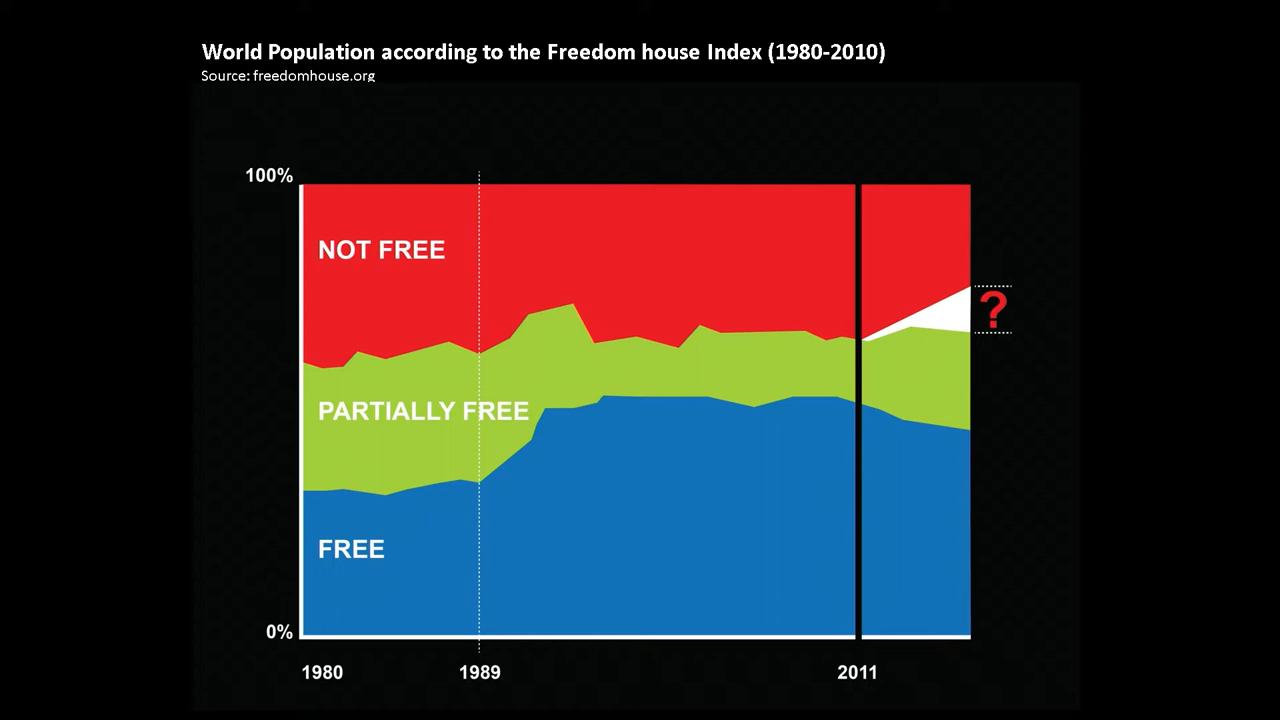 World Population according to the Freedom house Index (1980-2010)
Source: freedomhouse.org
100%
NOT FREE
?
PARTIALLY FREE
FREE
0%
1980 1989 2011